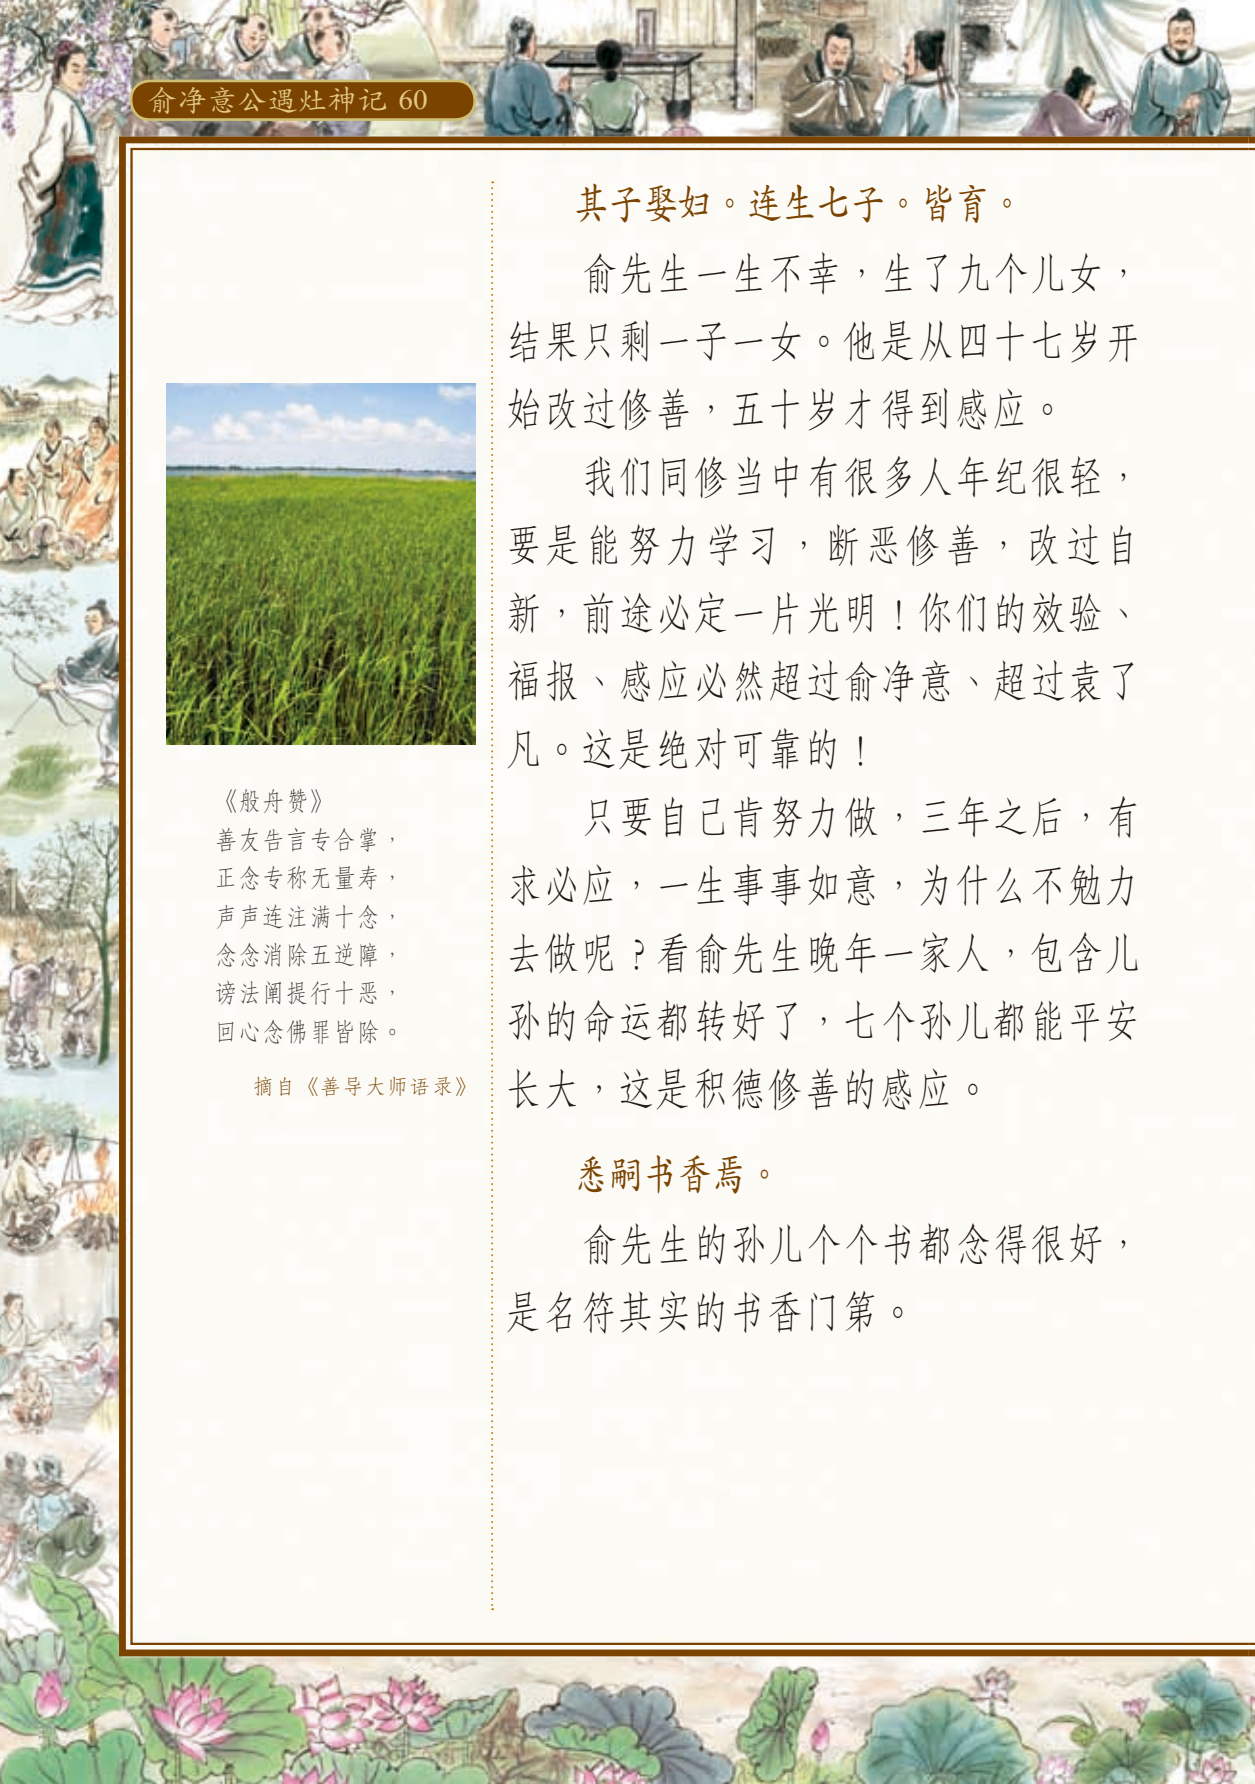 俞净意公遇灶神记 60
其子娶妇。连生七子。皆育。
俞先生一生不幸，生了九个儿女，
结果只剩一子一女。他是从四十七岁开
始改过修善，五十岁才得到感应。
我们同修当中有很多人年纪很轻，
要是能努力学习，断恶修善，改过自
新，前途必定一片光明！你们的效验、
福报、感应必然超过俞净意、超过袁了
凡。这是绝对可靠的！
只要自己肯努力做，三年之后，有
求必应，一生事事如意，为什么不勉力
去做呢？看俞先生晚年一家人，包含儿
孙的命运都转好了，七个孙儿都能平安
长大，这是积德修善的感应。
悉嗣书香焉。
俞先生的孙儿个个书都念得很好，
是名符其实的书香门第。
《般舟赞》
善友告言专合掌，
正念专称无量寿，
声声连注满十念，
念念消除五逆障，
谤法阐提行十恶，
回心念佛罪皆除。
摘自《善导大师语录》